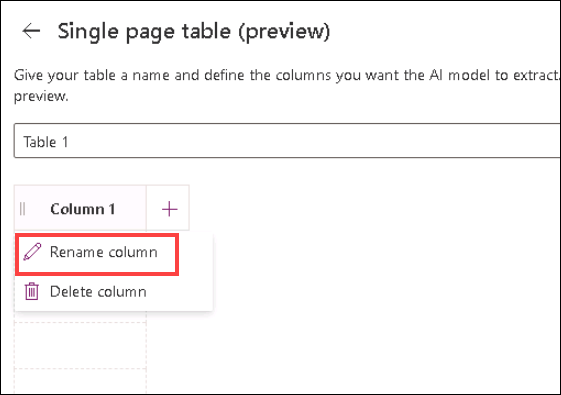 Single page table (preview)
Give your table a name and define the columns you want the AI model to extract.
preview.
Table 1
Column 1
Rename column
Delete column